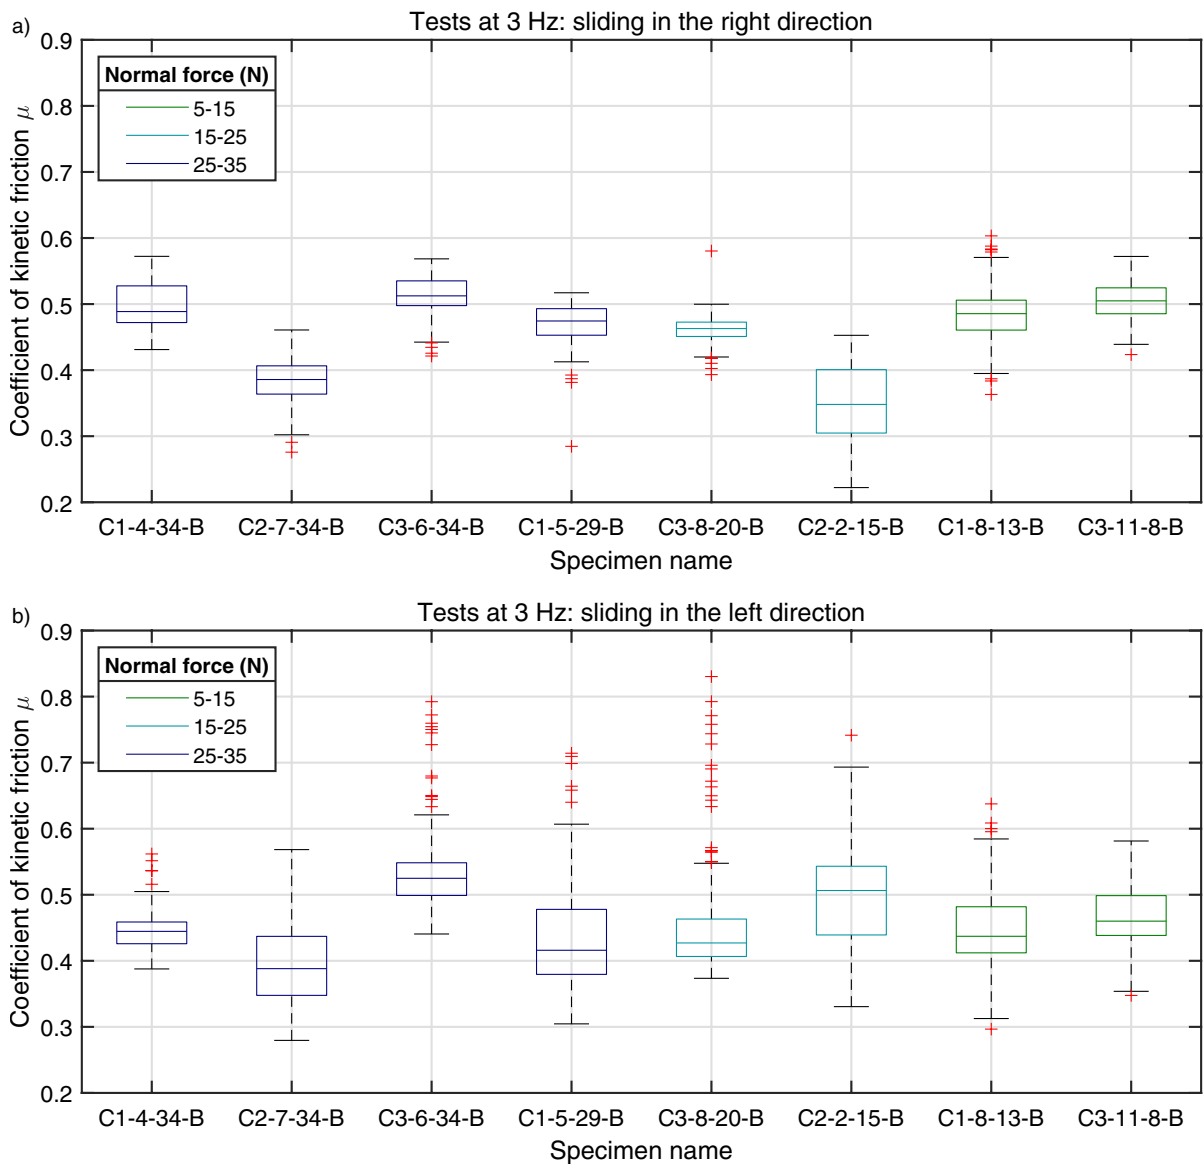 a)
Tests at 3 Hz: sliding in the right direction
Coefficient of kinetic friction μ
0.9
0.8
0.7
0.6
0.5
0.4
0.3
0.2
Normal force (N)
5-15
15-25
25-35
C1-4-34-B C2-7-34-B C3-6-34-B C1-5-29-B C3-8-20-B C2-2-15-B C1-8-13-B C3-11-8-B
Specimen name
b)
Tests at 3 Hz: sliding in the left direction
Coefficient of kinetic friction μ
0.9
0.8
0.7
0.6
0.5
0.4
0.3
0.2
Normal force (N)
5-15
15-25
25-35
C1-4-34-B C2-7-34-B C3-6-34-B C1-5-29-B C3-8-20-B C2-2-15-B C1-8-13-B C3-11-8-B
Specimen name